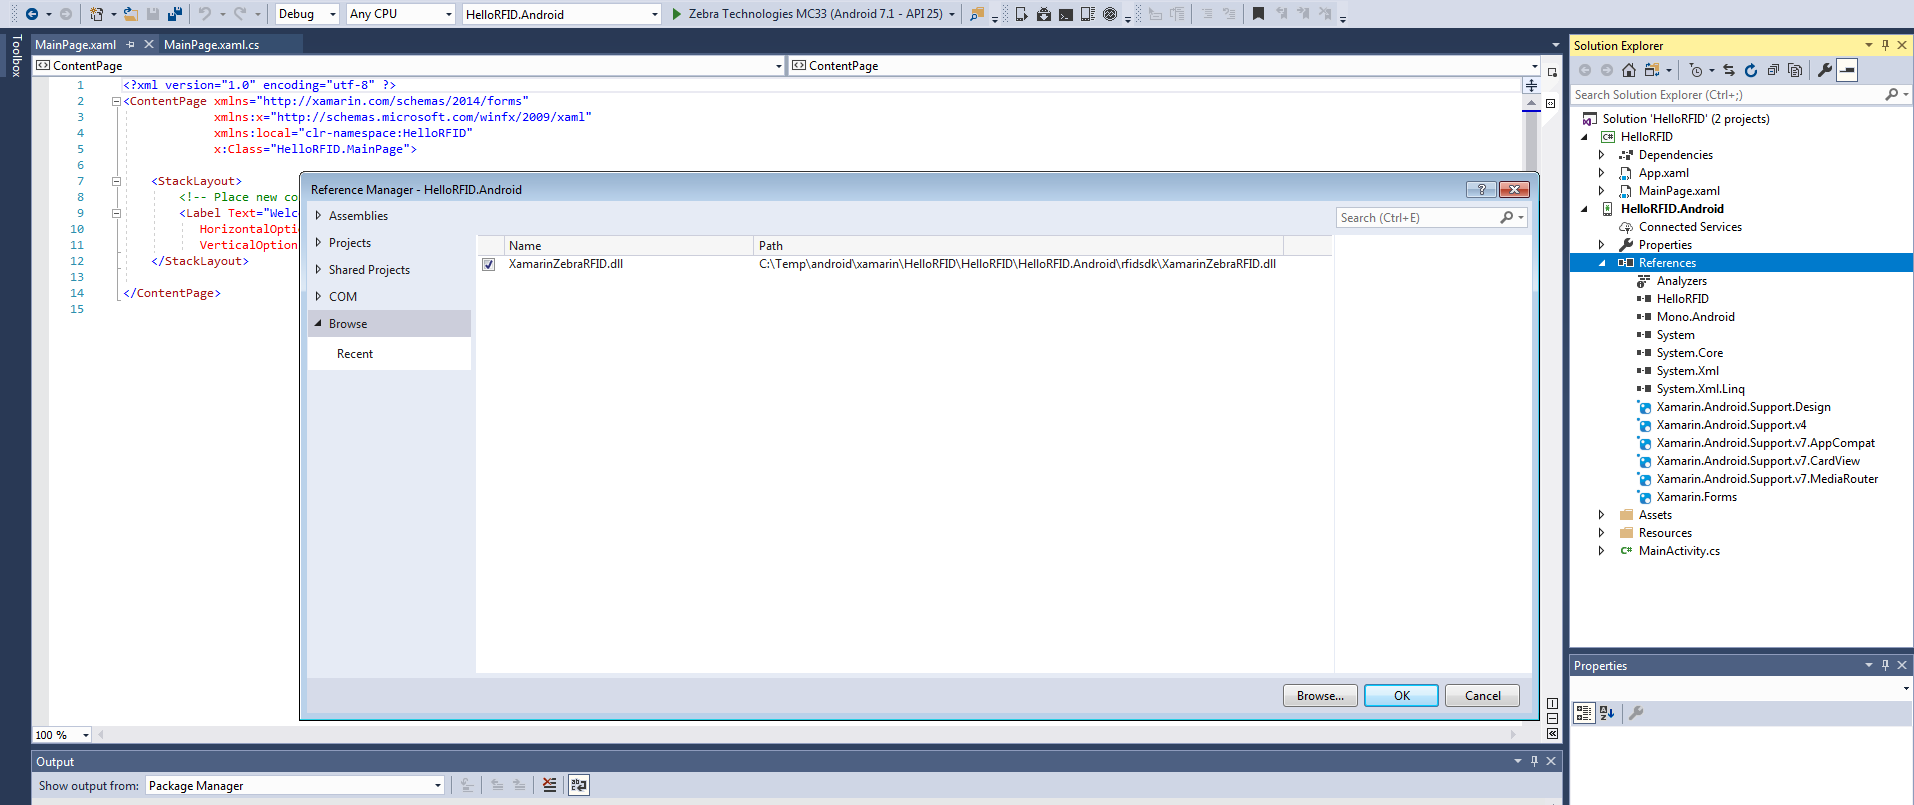 Debug
Any CPU
HelloRFID.Android
Zebra Technologies MC33 (Android 7.1 - API 25)
Toolbox
MainPage.xaml
MainPage.xaml.cs
ContentPage
ContentPage
1 <?xml version="1.0" encoding="utf-8" ?>
2 <ContentPage xmlns="http://xamarin.com/schemas/2014/forms"
3 xmlns:x="http://schemas.microsoft.com/winfx/2009/xaml"
4 xmlns:local="clr-namespace:HelloRFID"
5 x:Class="HelloRFID.MainPage">
6
7 <StackLayout>
8 <!-- Place new co
9 <Label Text="Welc
10 HorizontalOptio
11 VerticalOption
12 </StackLayout>
13
14 </ContentPage>
15
Reference Manager - HelloRFID.Android
?
Assemblies
Projects
Shared Projects
COM
Browse
Recent
Search (Ctrl+E)
Name Path
XamarinZebraRFID.dll C:\Temp\android\xamarin\HelloRFID\HelloRFID\HelloRFID.Android\rfidsdk\XamarinZebraRFID.dll
Browse...
OK
Cancel
100 %
Output
Show output from: Package Manager
Solution Explorer
Search Solution Explorer (Ctrl+;)
Solution 'HelloRFID' (2 projects)
C# HelloRFID
Dependencies
App.xaml
MainPage.xaml
HelloRFID.Android
Connected Services
Properties
References
Analyzers
HelloRFID
Mono.Android
System
System.Core
System.Xml
System.Xml.Linq
Xamarin.Android.Support.Design
Xamarin.Android.Support.v4
Xamarin.Android.Support.v7.AppCompat
Xamarin.Android.Support.v7.CardView
Xamarin.Android.Support.v7.MediaRouter
Xamarin.Forms
Assets
Resources
C# MainActivity.cs
Properties